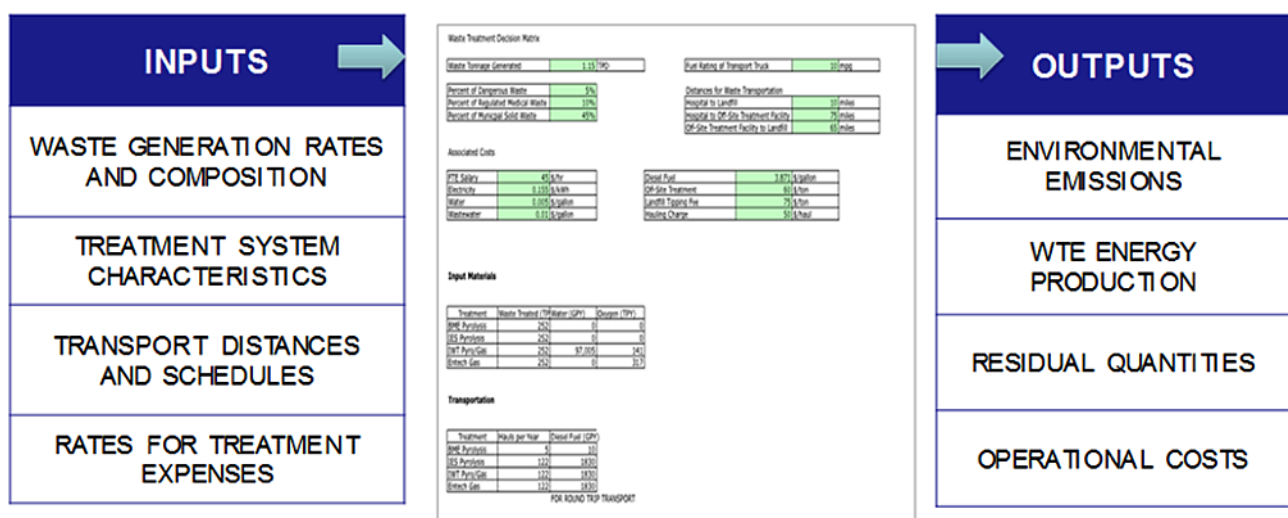 INPUTS
WASTE GENERATION RATES
AND COMPOSITION
TREATMENT SYSTEM
CHARACTERISTICS
TRANSPORT DISTANCES
AND SCHEDULES
RATES FOR TREATMENT
EXPENSES
Waste Treatment Decision Matrix
Waste Tonnage Generated 1.15 TPD
Fuel Rating of Transport Truck 10 mpg
Percent of Dangerous Waste 5%
Percent of Regulated Medical Waste 10%
Percent of Municpal Solid Waste 45%
Distances for Waste Transportation
Hospital to Landfill 10 miles
Hospital to Off-Site Treatment Facility 75 miles
Off-Site Treatment Facility to Landfill 65 miles
Associated Costs
FTE Salary 45 $/hr
Electricity 0.155 $/kWh
Water 0.005 $/gallon
Wastewater 0.01 $/gallon
Diesel Fuel 3.871 $/gallon
Off-Site Treatment 60 $/ton
Landfill Tipping Fee 75 $/ton
Hauling Charge 50 $/haul
Input Materials
Treatment Waste Treated (TP Water (GPY) Oxygen (TPY)
BME Pyrolysis 252 0 0
IES Pyrolysis 252 0 0
IWT Pyro/Gas 252 97,005 141
Entech Gas 252 0 317
Transportation
Treatment Hauls per Year Diesel Fuel (GPY)
BME Pyrolysis 5 10
IES Pyrolysis 122 1830
IWT Pyro/Gas 122 1830
Entech Gas 122 1830
FOR ROUND TRIP TRANSPORT
OUTPUTS
ENVIRONMENTAL
EMISSIONS
WTE ENERGY
PRODUCTION
RESIDUAL QUANTITIES
OPERATIONAL COSTS